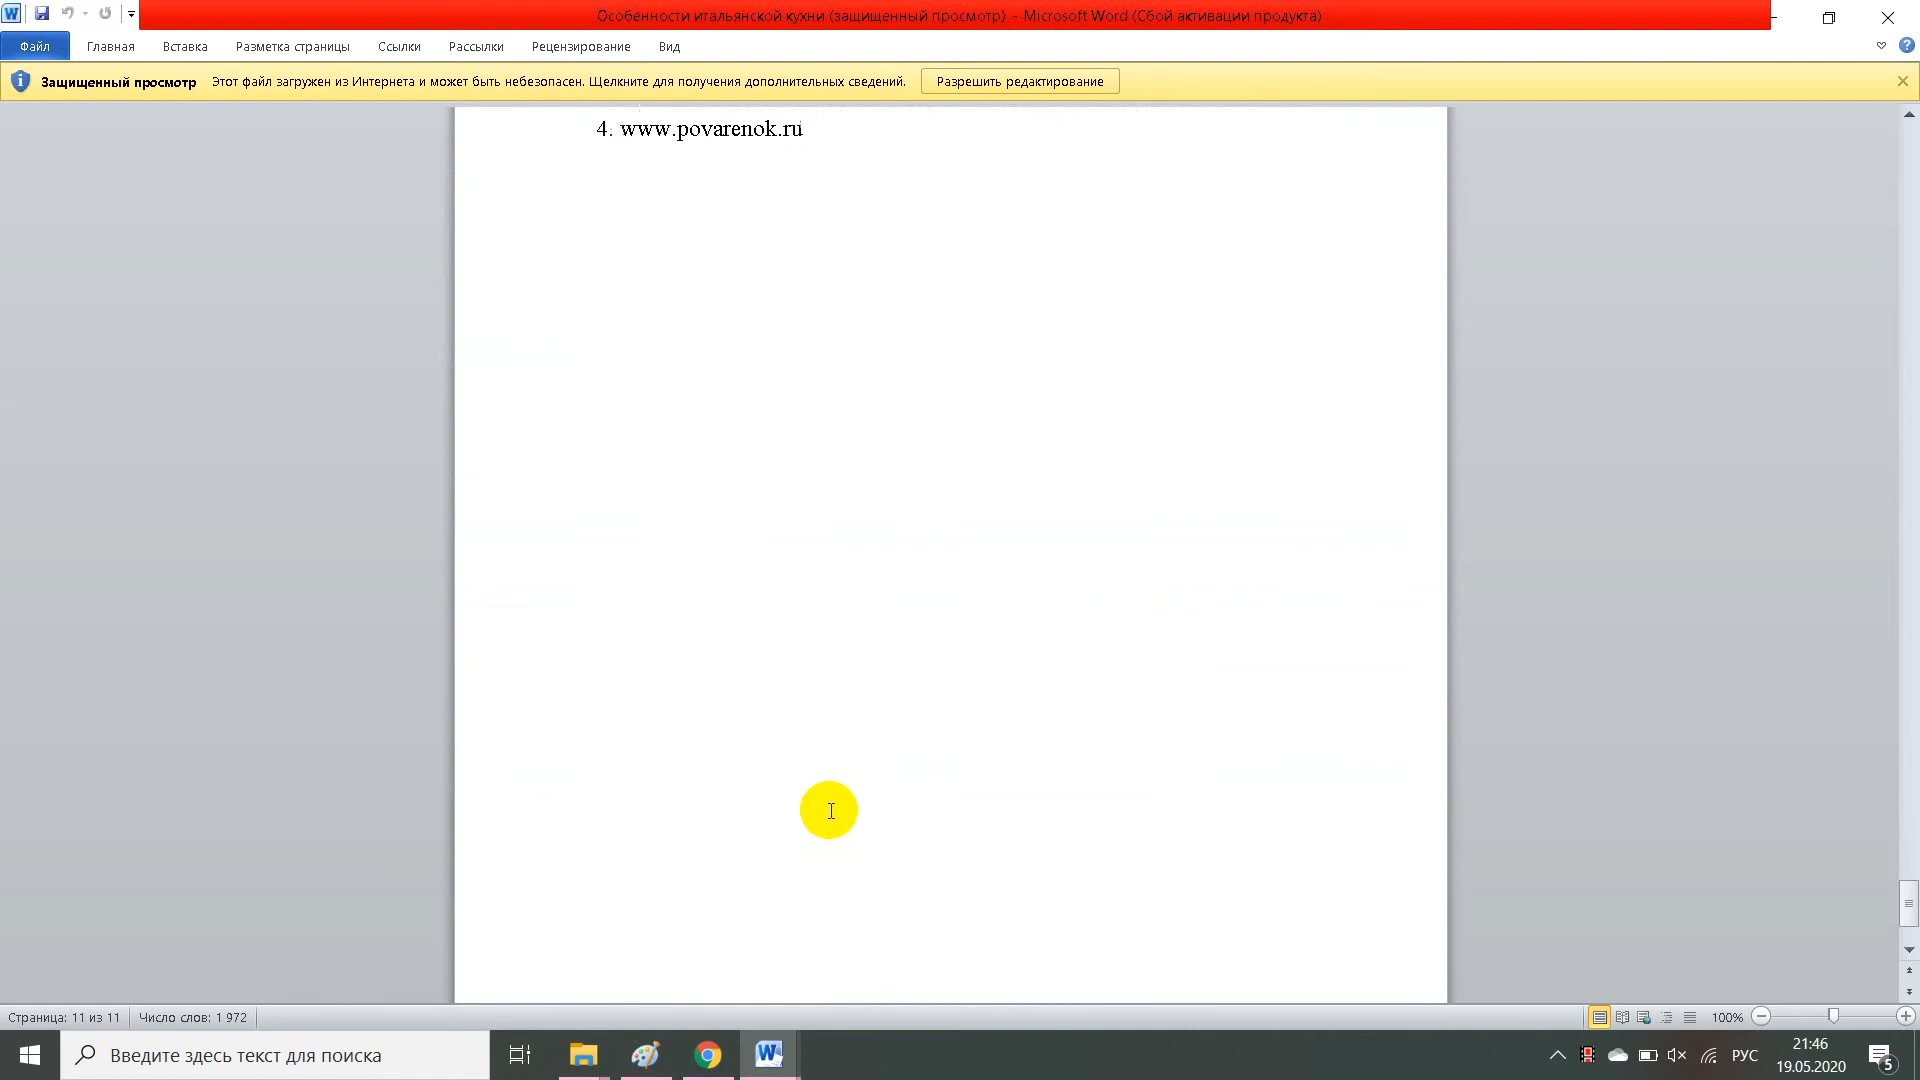 Особенности итальянской кухни (защищенный просмотр) - Microsoft Word (Сбой активации продукта)
Файл Главная Вставка Разметка страницы Ссылки Рассылки Рецензирование Вид
Защищенный просмотр Этот файл загружен из Интернета и может быть небезопасен. Щелкните для получения дополнительных сведений. Разрешить редактирование
4. www.povarenok.ru
Страница: 11 из 11 Число слов: 1 972 100%
Введите здесь текст для поиска РУС 21:46
19.05.2020 5